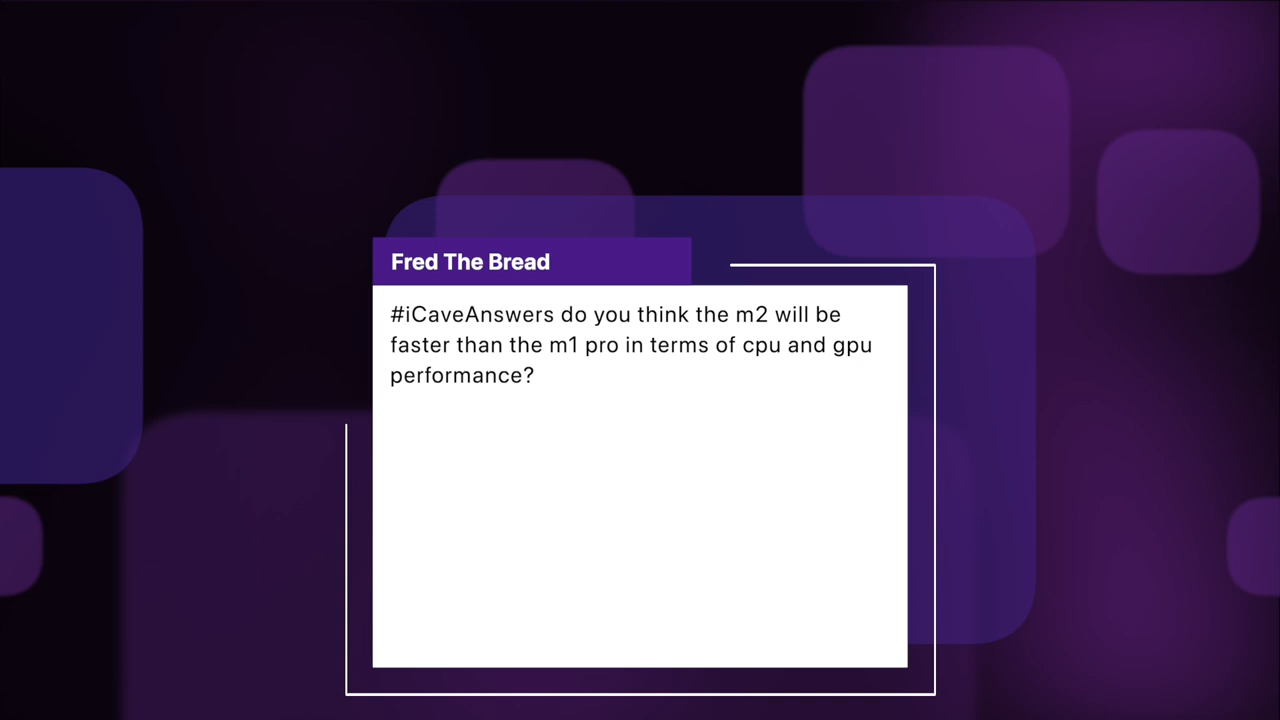 Fred The Bread
#iCaveAnswers do you think the m2 will be
faster than the m1 pro in terms of cpu and gpu
performance?